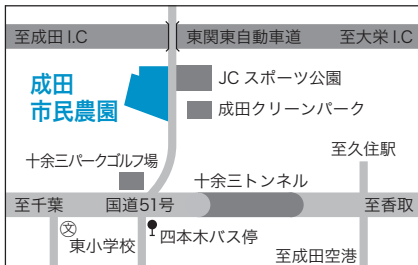 至成田 I.C
東関東自動車道
至大栄 I.C
成田
市民農園
JC スポーツ公園
成田クリーンパーク
至久住駅
十余三パークゴルフ場
十余三トンネル
至千葉
国道51号
至香取
文
東小学校
四本木バス停
至成田空港